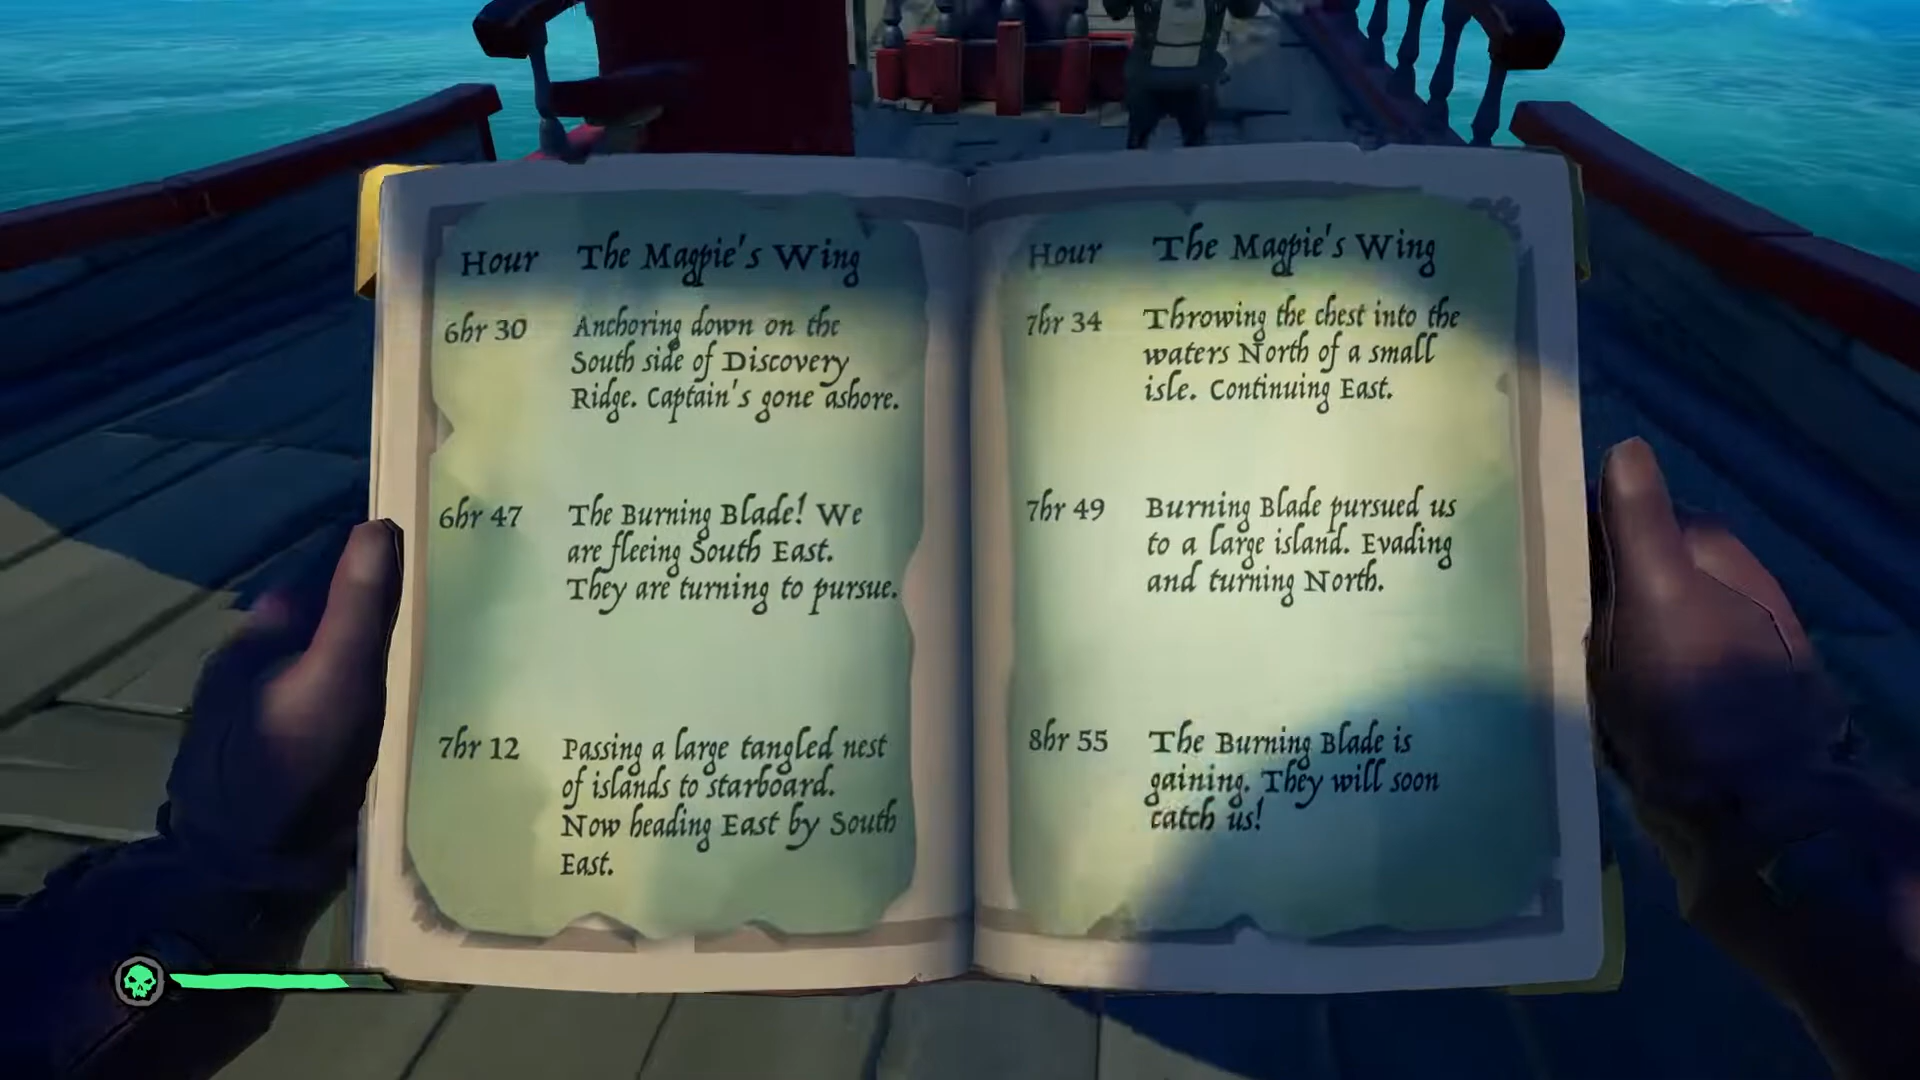 Hour The Magpie's Wing
6hr 30 Anchoring down on the
South side of Discovery
Ridge. Captain's gone ashore.
6hr 47 The Burning Blade! We
are fleeing South East.
They are turning to pursue.
7hr 12 Passing a large tangled nest
of islands to starboard.
Now heading East by South
East.
Hour The Magpie's Wing
7hr 34 Throwing the chest into the
waters North of a small
isle. Continuing East.
7hr 49 Burning Blade pursued us
to a large island. Evading
and turning North.
8hr 55 The Burning Blade is
gaining. They will soon
catch us!